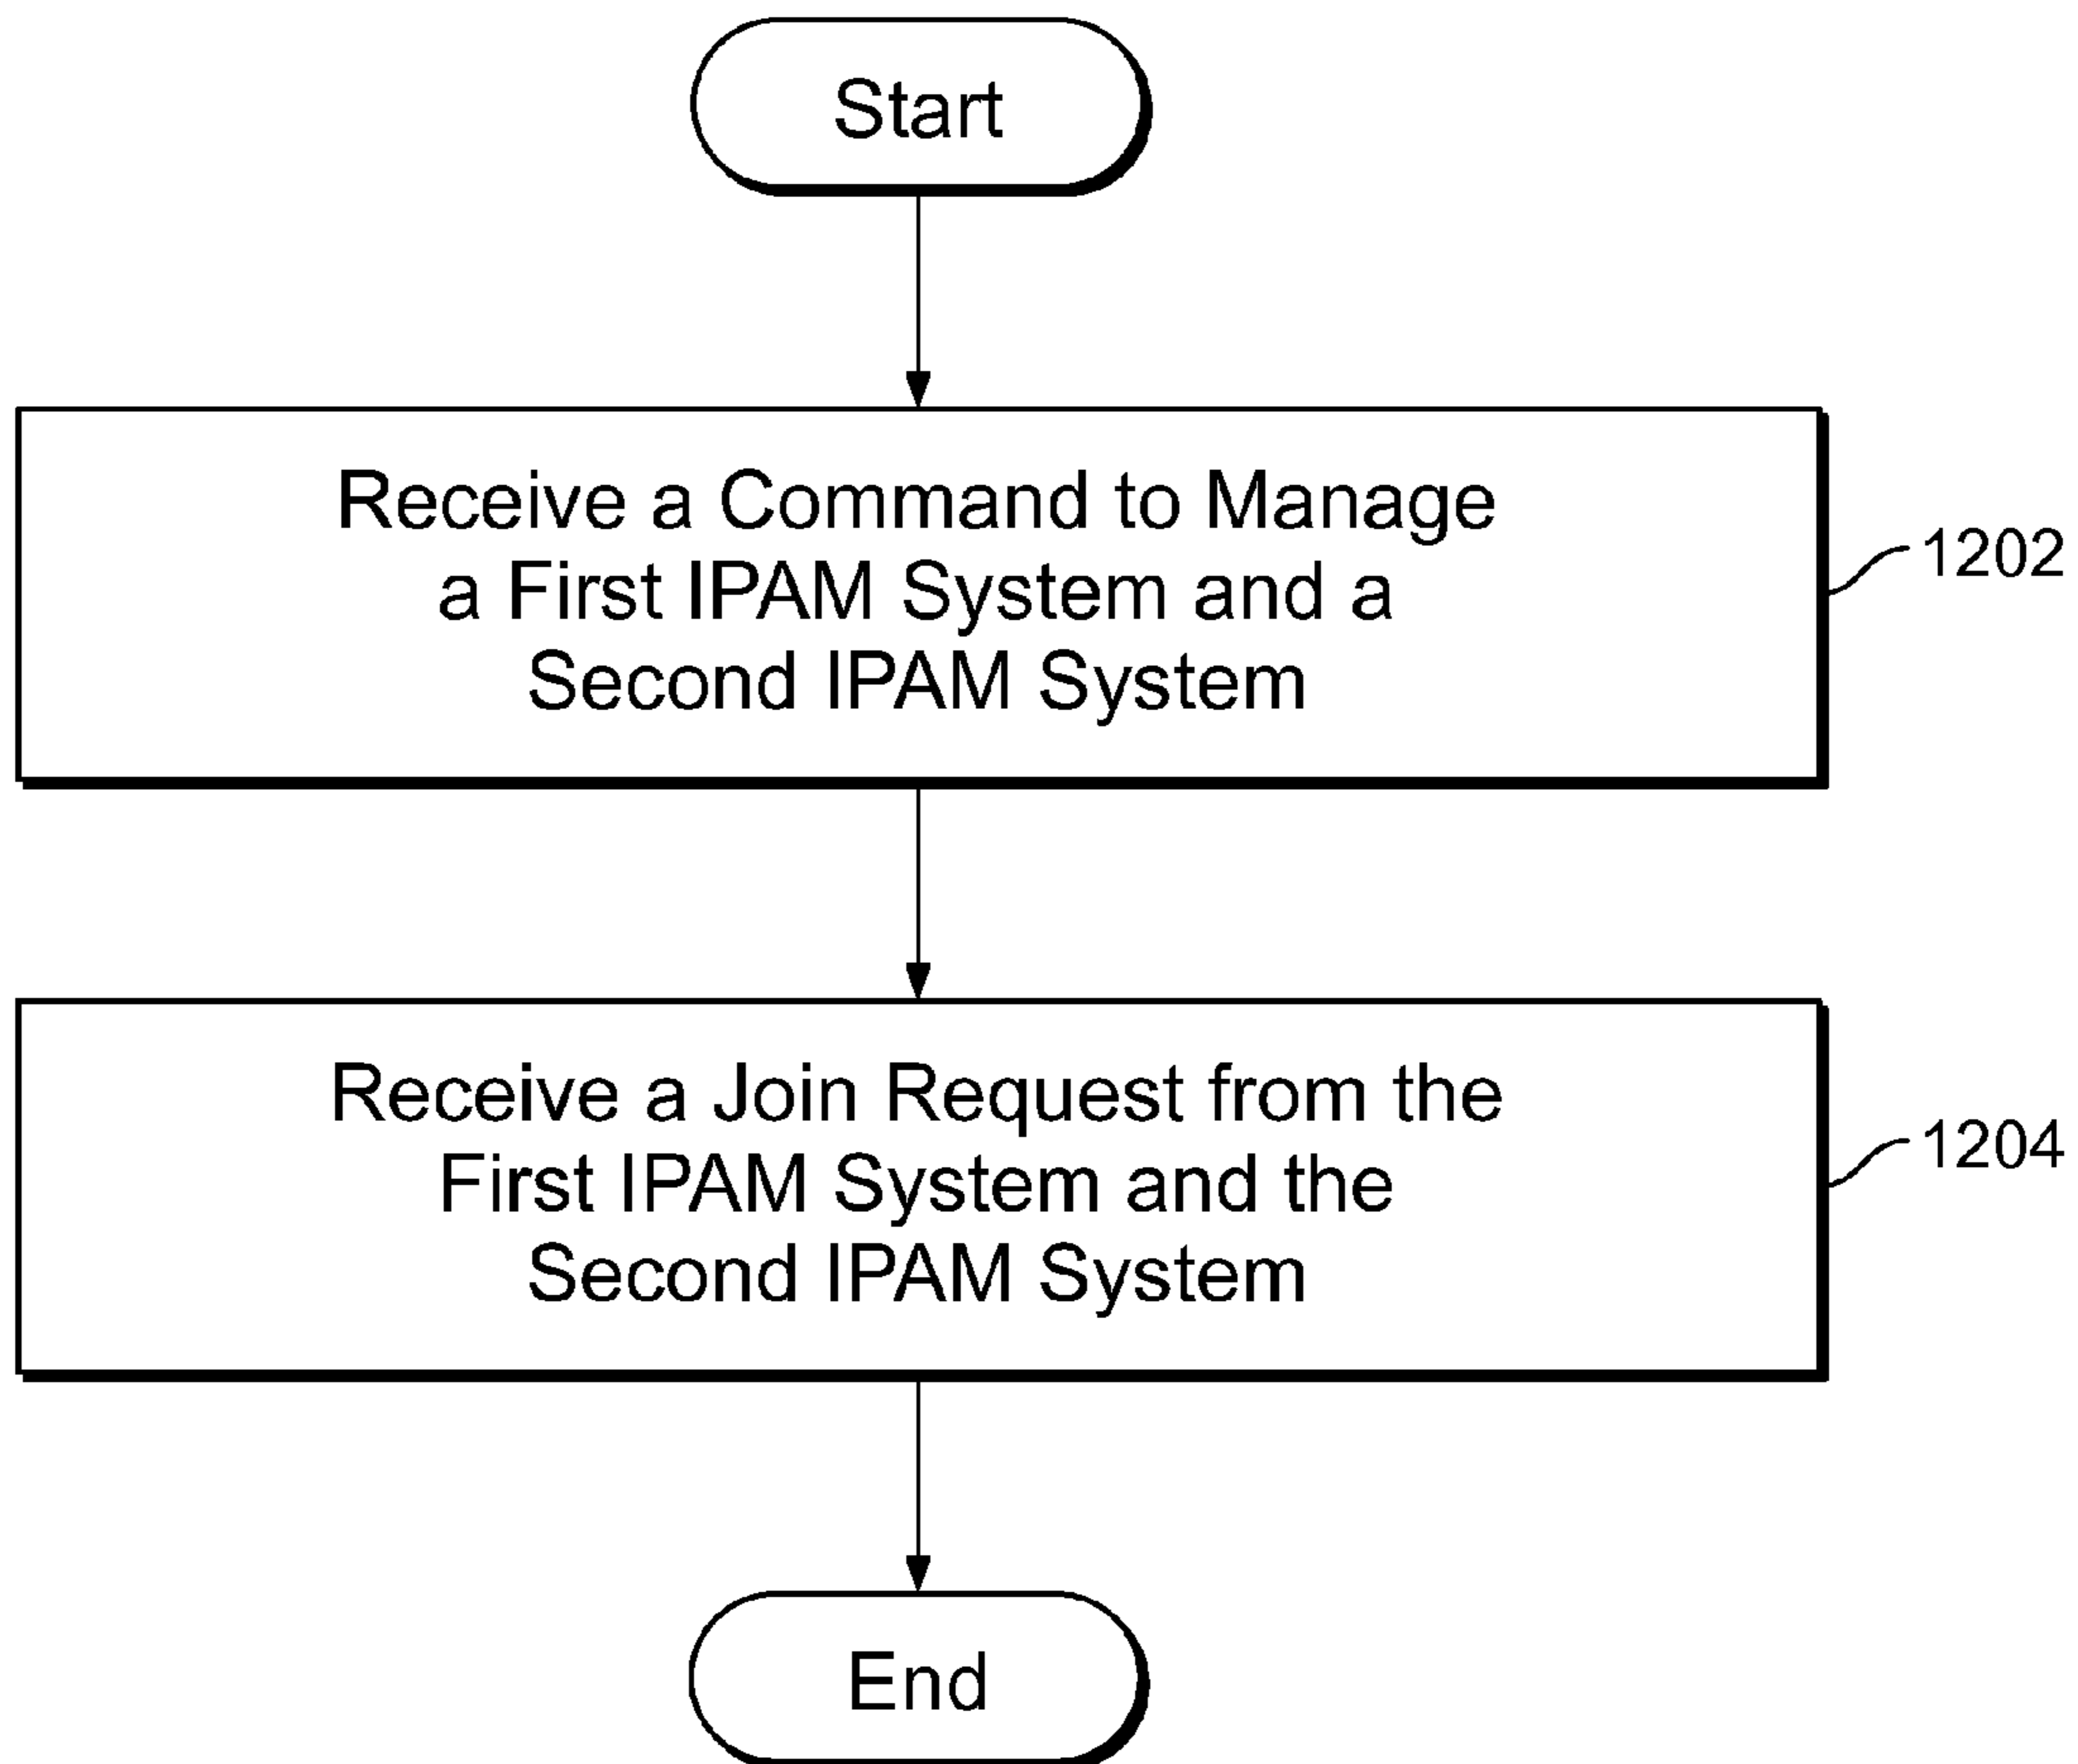 Start
Receive a Command to Manage
a First IPAM System and a
Second IPAM System
1202
Receive a Join Request from the
First IPAM System and the
Second IPAM System
1204
End